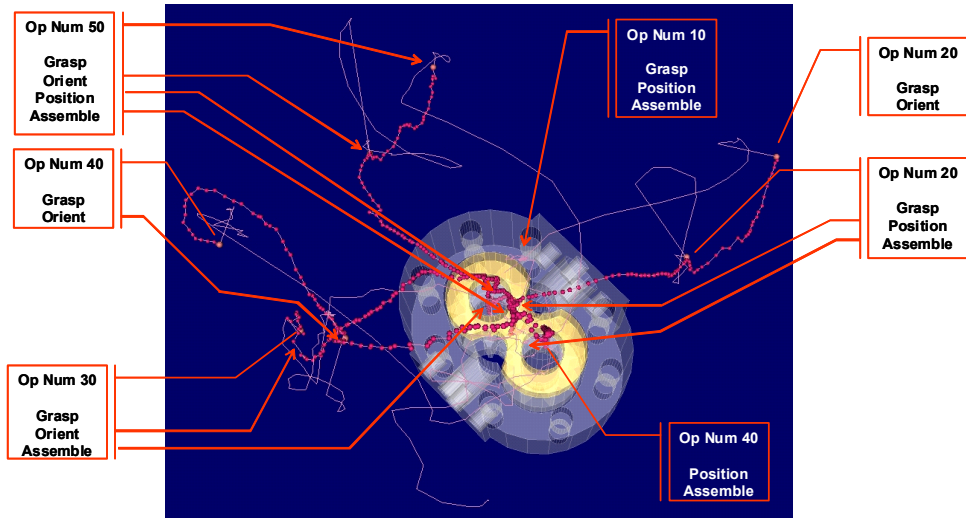 Op Num 50
Grasp
Orient
Position
Assemble
Op Num 10
Grasp
Position
Assemble
Op Num 20
Grasp
Orient
Op Num 40
Grasp
Orient
Op Num 20
Grasp
Position
Assemble
Op Num 30
Grasp
Orient
Assemble
Op Num 40
Position
Assemble